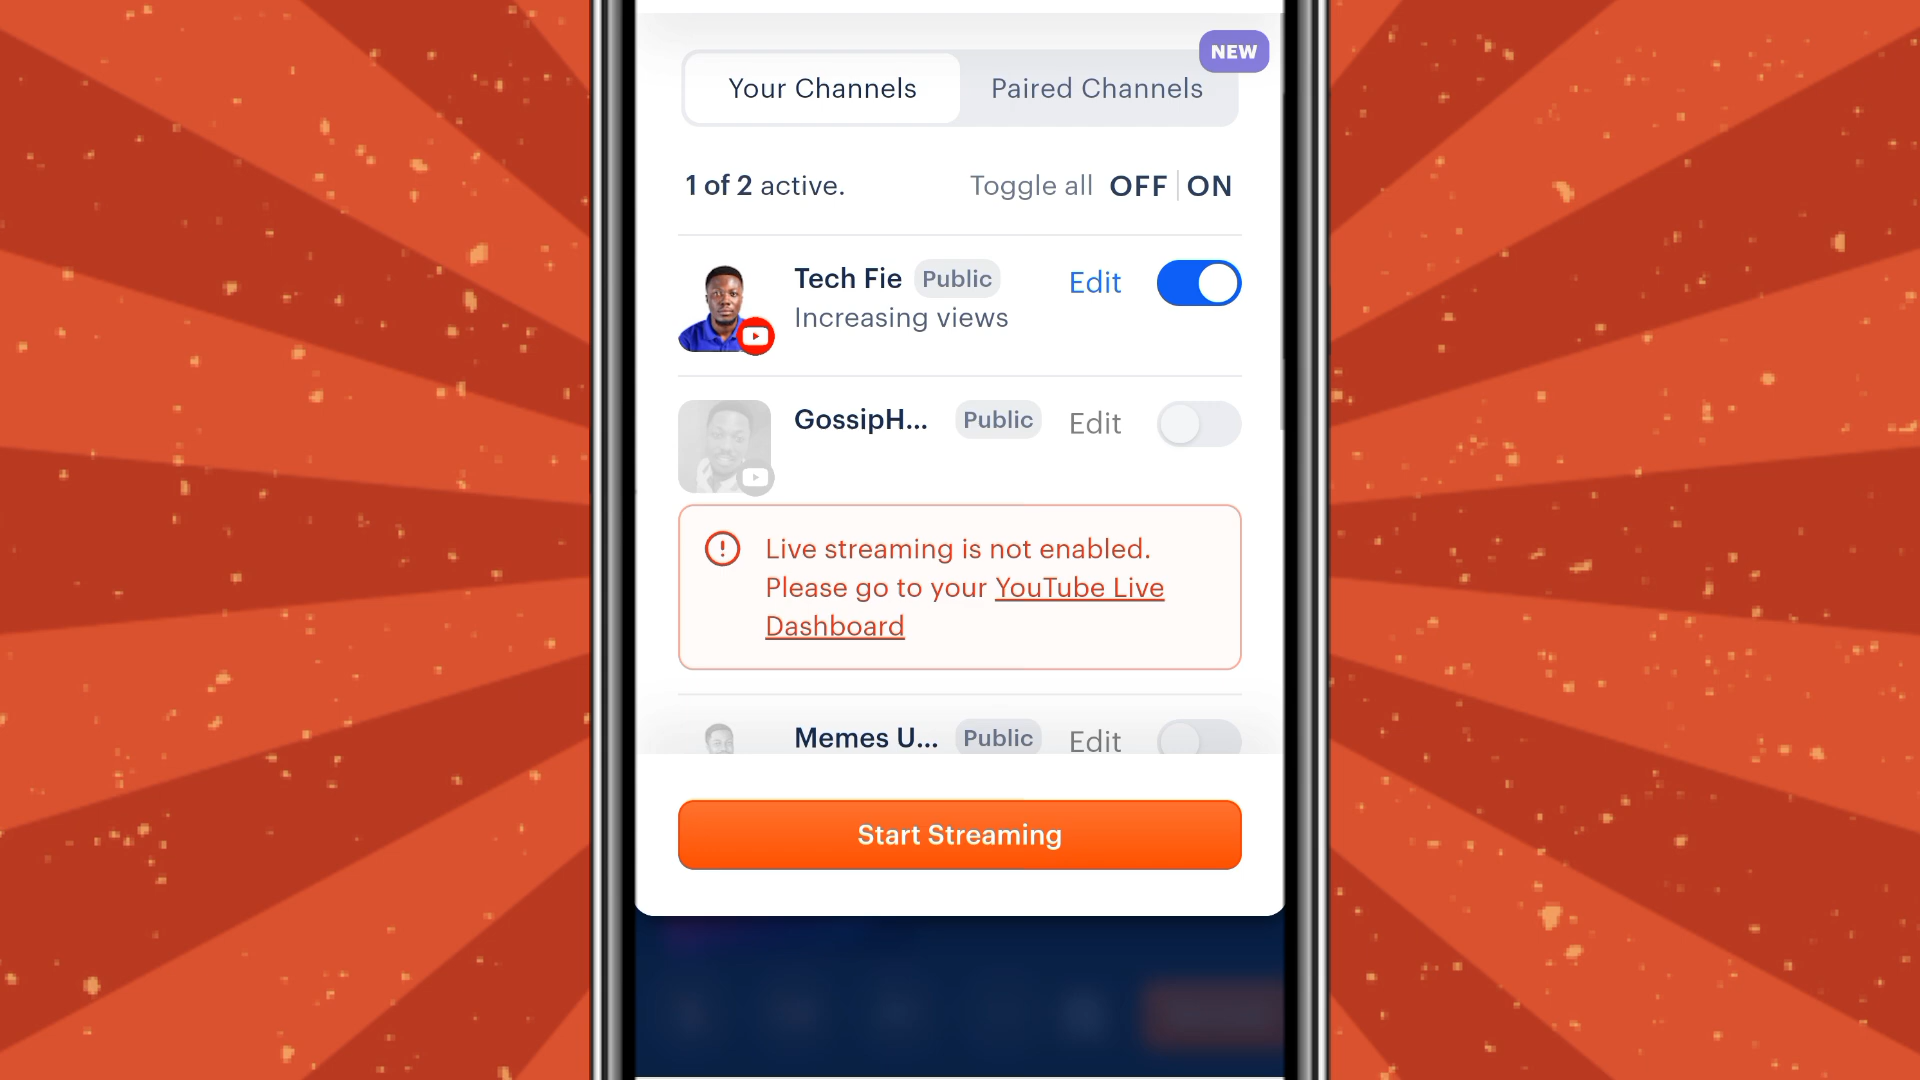 NEW
Your Channels
Paired Channels
1 of 2 active.
Toggle all OFF | ON
Tech Fie Public Edit
Increasing views
GossipH... Public Edit
Live streaming is not enabled.
Please go to your YouTube Live
Dashboard
Memes U... Public Edit
Start Streaming